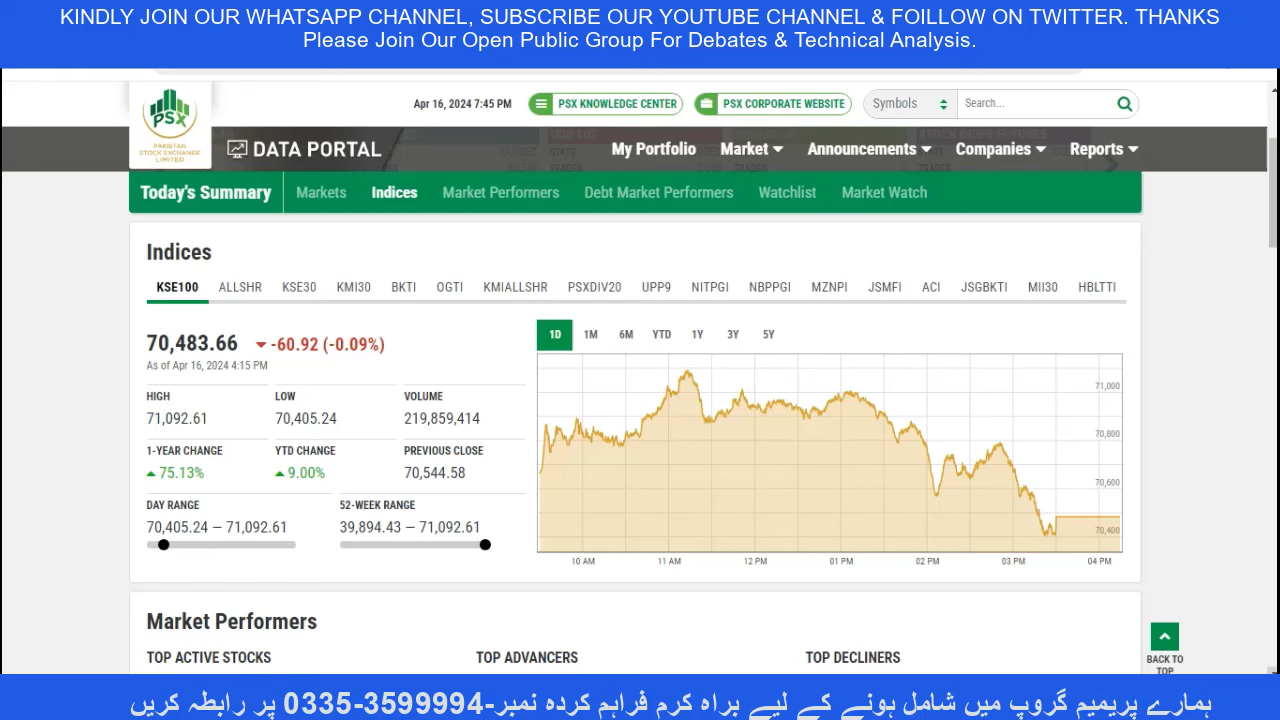 KINDLY JOIN OUR WHATSAPP CHANNEL, SUBSCRIBE OUR YOUTUBE CHANNEL & FOILLOW ON TWITTER. THANKS
Please Join Our Open Public Group For Debates & Technical Analysis.
PSX
PAKISTAN
STOCK EXCHANGE
LIMITED
Apr 16, 2024 7:45 PM
PSX KNOWLEDGE CENTER
PSX CORPORATE WEBSITE
Symbols
Search...
DATA PORTAL
My Portfolio Market Announcements Companies Reports
Today's Summary Markets Indices Market Performers Debt Market Performers Watchlist Market Watch
Indices
KSE100 ALLSHR KSE30 KMI30 BKTI OGTI KMIALLSHR PSXDIV20 UPP9 NITPGI NBPPGI MZNPI JSMFI ACI JSGBKTI MII30 HBLTTI
70,483.66 -60.92 (-0.09%)
As of Apr 16, 2024 4:15 PM
HIGH LOW VOLUME
71,092.61 70,405.24 219,859,414
1-YEAR CHANGE YTD CHANGE PREVIOUS CLOSE
75.13% 9.00% 70,544.58
DAY RANGE 52-WEEK RANGE
70,405.24 — 71,092.61 39,894.43 — 71,092.61
1D 1M 6M YTD 1Y 3Y 5Y
71,000
70,800
70,600
70,400
10 AM 11 AM 12 PM 01 PM 02 PM 03 PM 04 PM
Market Performers
TOP ACTIVE STOCKS TOP ADVANCERS TOP DECLINERS
BACK TO
TOP
ہمارے پریمیم گروپ میں شامل ہونے کے لیے براہ کرم فراہم کردہ نمبر-0335-3599994 پر رابطہ کریں